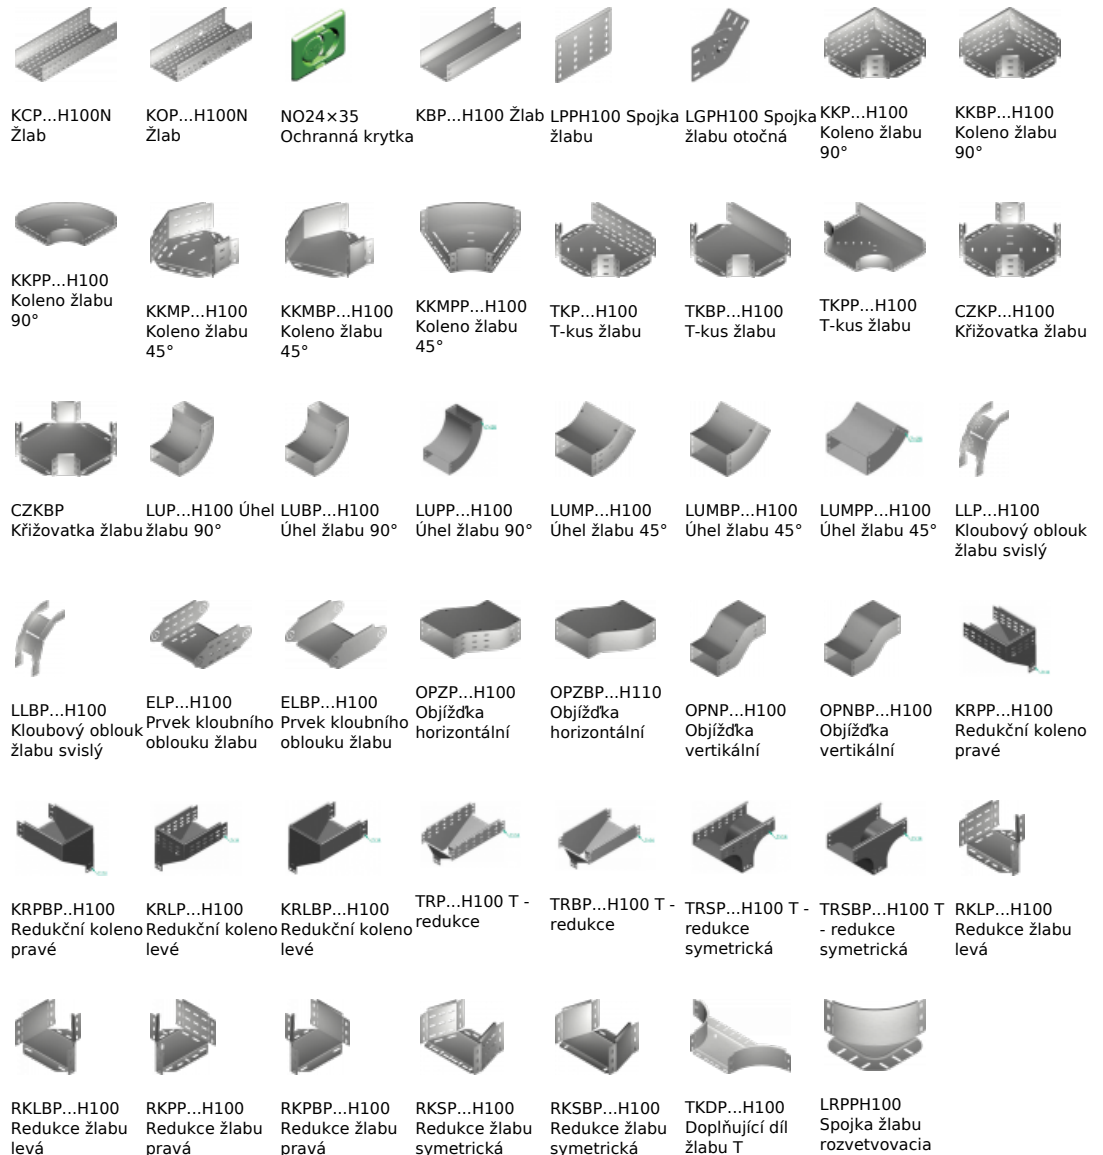 KCP...H100N
Žlab
KOP...H100N
Žlab
NO24×35
Ochranná krytka
KBP...H100 Žlab
LPPH100 Spojka
žlabu
LGPH100 Spojka
žlabu otočná
KKP...H100
Koleno žlabu
90°
KKBP...H100
Koleno žlabu
90°
KKPP...H100
Koleno žlabu
90°
KKMP...H100
Koleno žlabu
45°
KKMBP...H100
Koleno žlabu
45°
KKMPP...H100
Koleno žlabu
45°
TKP...H100
T-kus žlabu
TKBP...H100
T-kus žlabu
TKPP...H100
T-kus žlabu
CZKP...H100
Křižovatka žlabu
CZKBP
Křižovatka žlabu
LUP...H100 Úhel
žlabu 90°
LUBP...H100
Úhel žlabu 90°
LUPP...H100
Úhel žlabu 90°
LUMP...H100
Úhel žlabu 45°
LUMBP...H100
Úhel žlabu 45°
LUMPP...H100
Úhel žlabu 45°
LLP...H100
Kloubový oblouk
žlabu svislý
LLBP...H100
Kloubový oblouk
žlabu svislý
ELP...H100
Prvek kloubního
oblouku žlabu
ELBP...H100
Prvek kloubního
oblouku žlabu
OPZP...H100
Objížďka
horizontální
OPZBP...H110
Objížďka
horizontální
OPNP...H100
Objížďka
vertikální
OPNBP...H100
Objížďka
vertikální
KRPP...H100
Redukční koleno
pravé
KRPBP..H100
Redukční koleno
pravé
KRLP...H100
Redukční koleno
levé
KRLBP...H100
Redukční koleno
levé
TRP...H100 T -
redukce
TRBP...H100 T -
redukce
TRSP...H100 T -
redukce
symetrická
TRSBP...H100 T
- redukce
symetrická
RKLP...H100
Redukce žlabu
levá
RKLBP...H100
Redukce žlabu
levá
RKPP...H100
Redukce žlabu
pravá
RKPBP...H100
Redukce žlabu
pravá
RKSP...H100
Redukce žlabu
symetrická
RKSBP...H100
Redukce žlabu
symetrická
TKDP...H100
Doplňující díl
žlabu T
LRPPH100
Spojka žlabu
rozvetvovacia